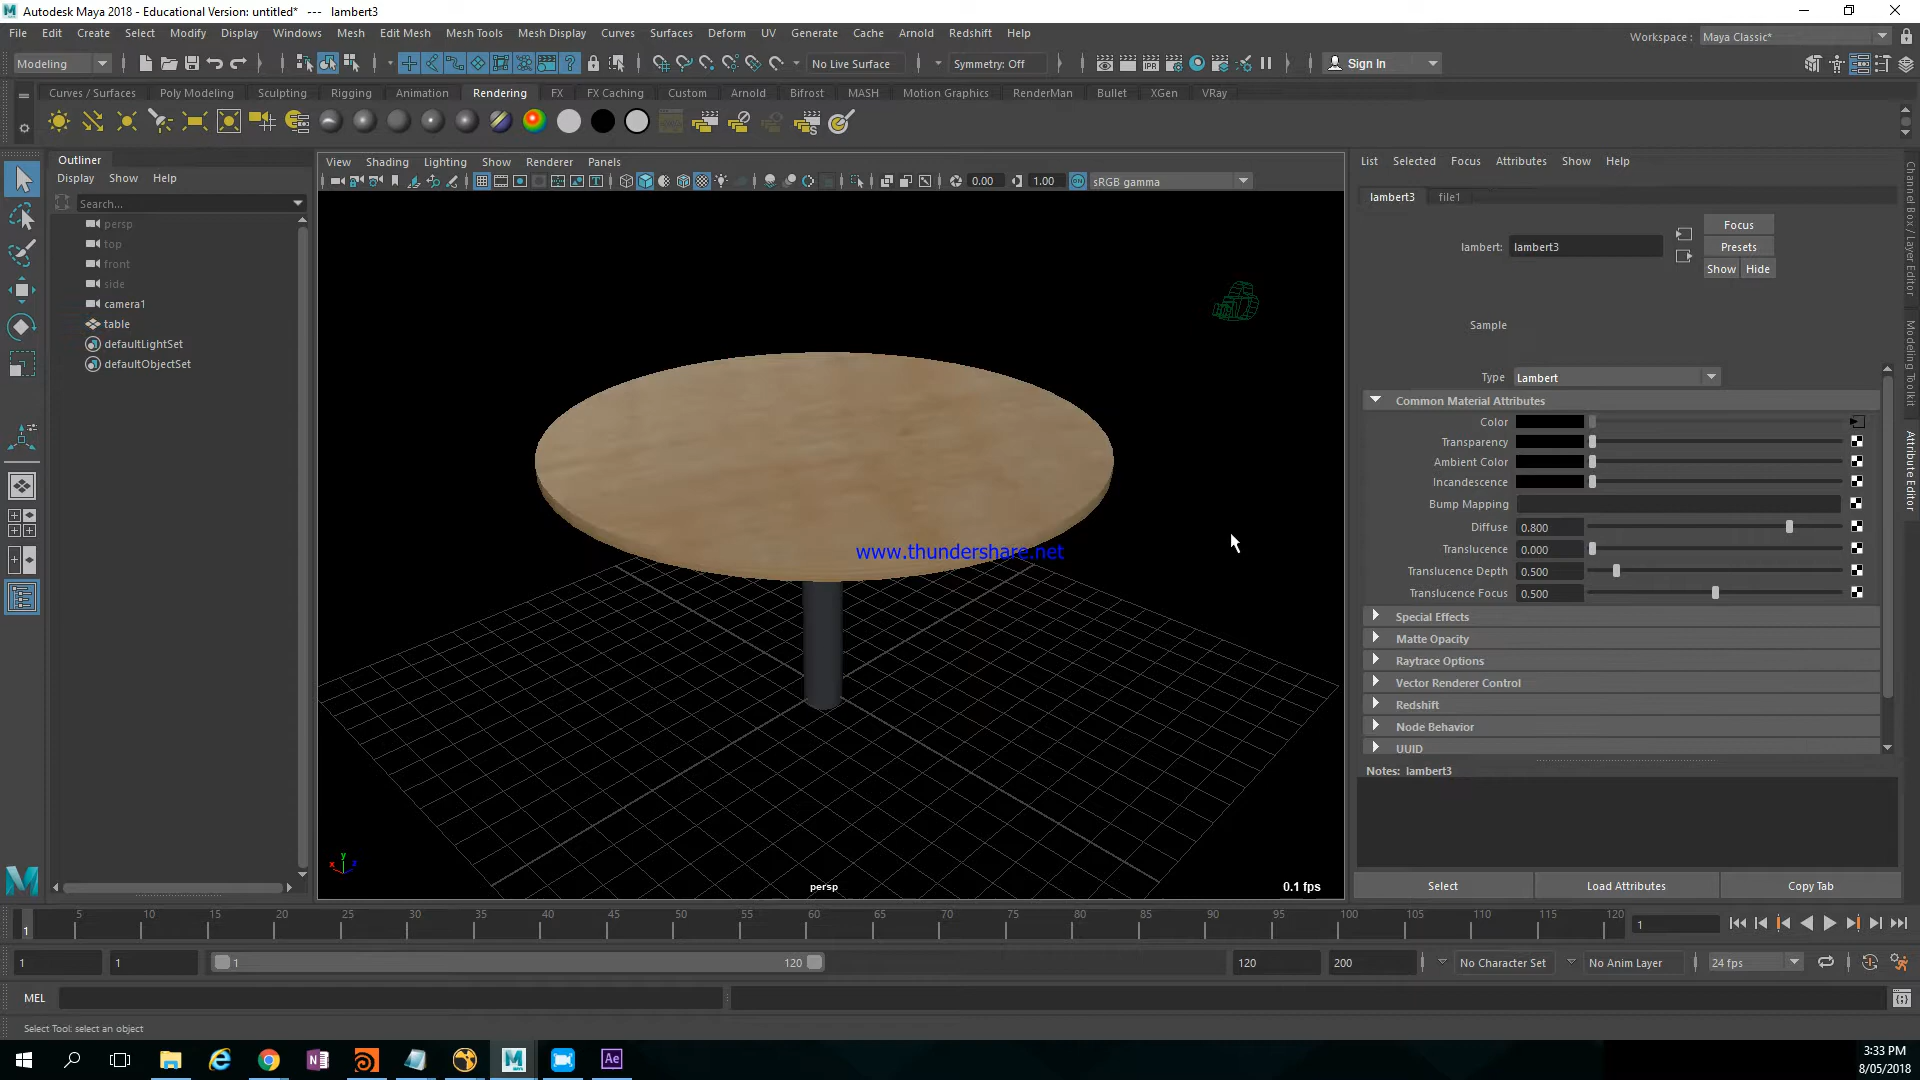 Autodesk Maya 2018 - Educational Version: untitled*   ---   lambert3
File Edit Create Select Modify Display Windows Mesh Edit Mesh Mesh Tools Mesh Display Curves Surfaces Deform UV Generate Cache Arnold Redshift Help
Workspace : Maya Classic*
Modeling No Live Surface Symmetry: Off Sign In
Curves / Surfaces Poly Modeling Sculpting Rigging Animation Rendering FX FX Caching Custom Arnold Bifrost MASH Motion Graphics RenderMan Bullet XGen VRay
Outliner
Display Show Help
Search...
persp
top
front
side
camera1
table
defaultLightSet
defaultObjectSet
View Shading Lighting Show Renderer Panels
0.00 1.00 sRGB gamma
www.thundershare.net
y
x z
persp
0.1 fps
List Selected Focus Attributes Show Help
lambert3 file1
Focus
lambert: lambert3
Presets
Show Hide
Sample
Type Lambert
Common Material Attributes
Color
Transparency
Ambient Color
Incandescence
Bump Mapping
Diffuse 0.800
Translucence 0.000
Translucence Depth 0.500
Translucence Focus 0.500
Special Effects
Matte Opacity
Raytrace Options
Vector Renderer Control
Redshift
Node Behavior
UUID
Notes: lambert3
Select Load Attributes Copy Tab
Channel Box / Layer Editor
Modeling Toolkit
Attribute Editor
5 10 15 20 25 30 35 40 45 50 55 60 65 70 75 80 85 90 95 100 105 110 115 120
1 1
1 1 1 120 120 200 No Character Set No Anim Layer 24 fps
MEL
Select Tool: select an object
3:33 PM
8/05/2018